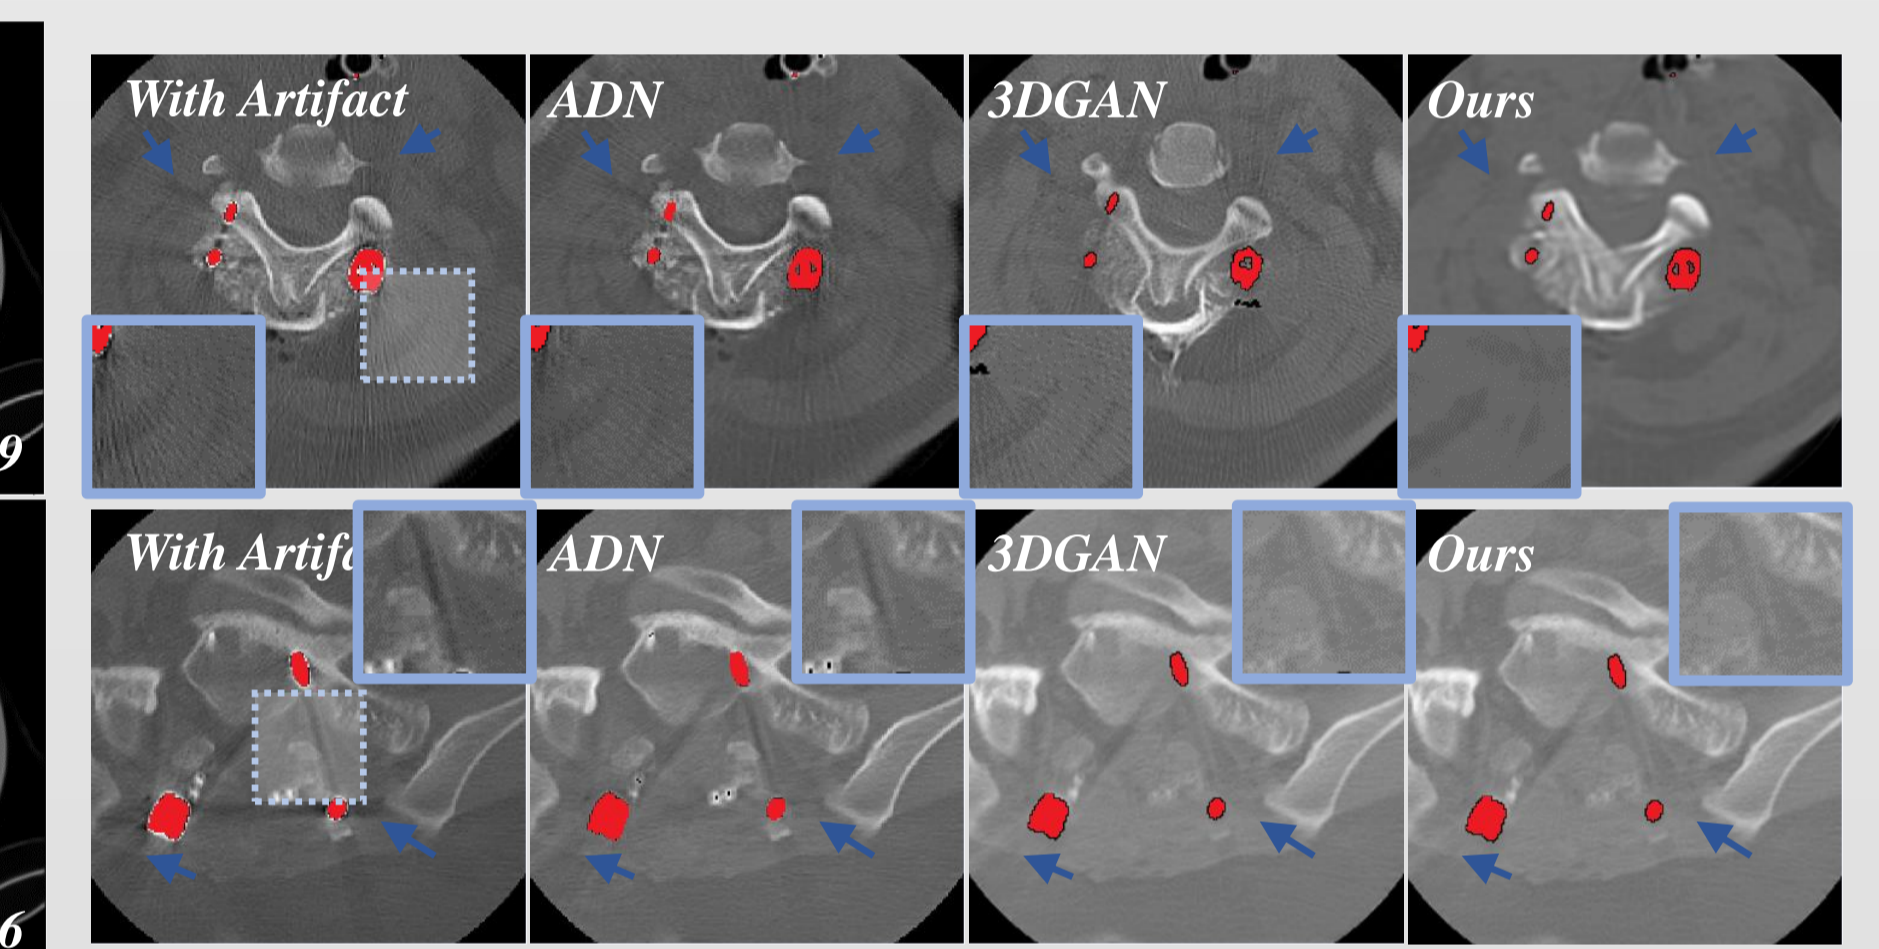 With Artifact
ADN
3DGAN
Ours
9
With Artifa
ADN
3DGAN
Ours
6